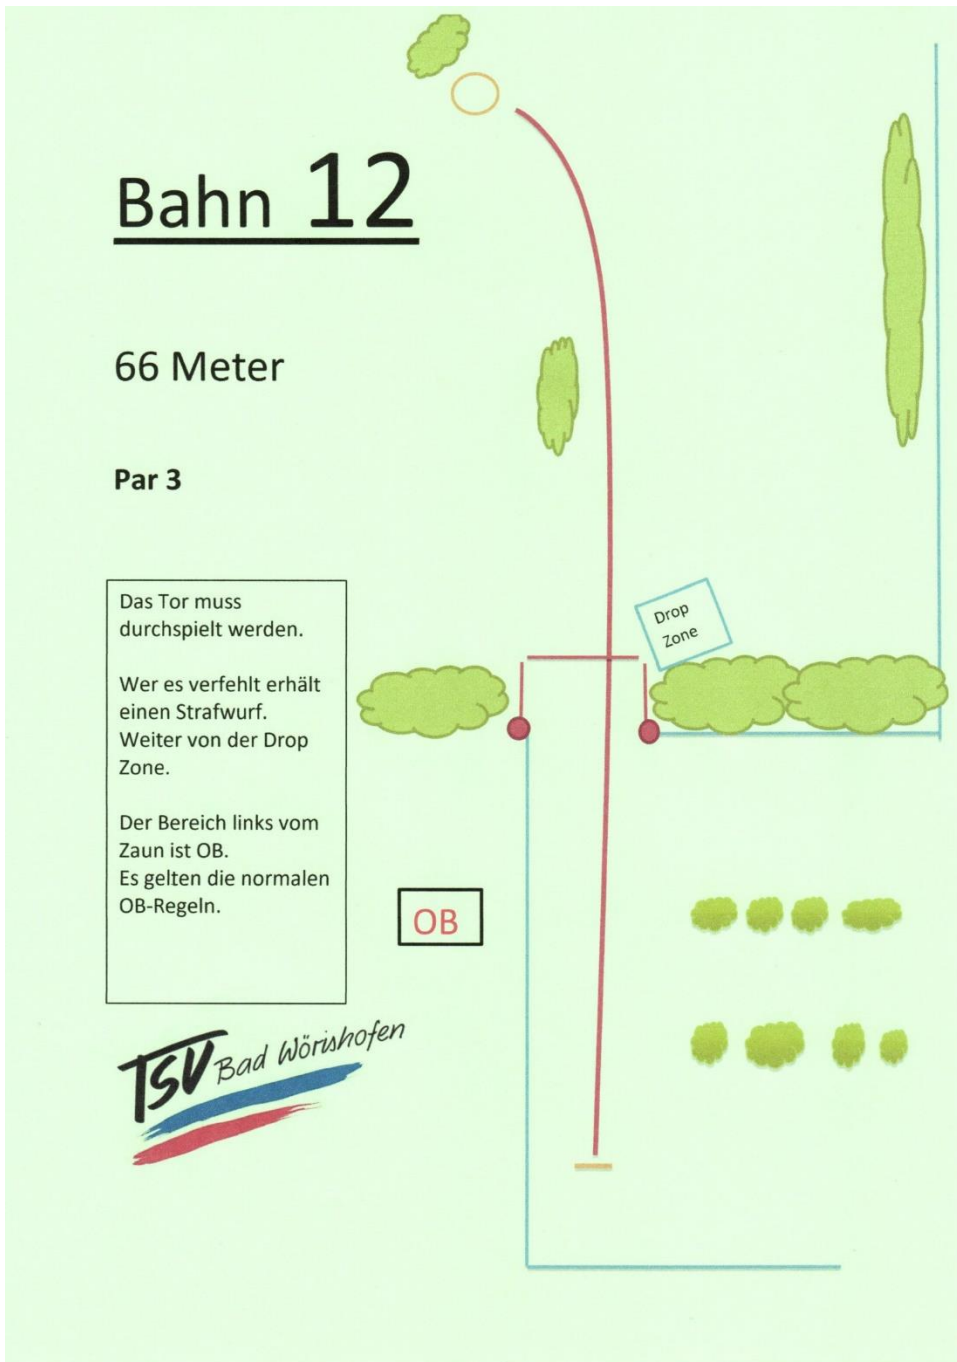 Bahn 12
66 Meter
Par 3
Das Tor muss
durchspielt werden.
Wer es verfehlt erhält
einen Strafwurf.
Weiter von der Drop
Zone.
Der Bereich links vom
Zaun ist OB.
Es gelten die normalen
OB-Regeln.
Drop
Zone
OB
TSV Bad Wörishofen